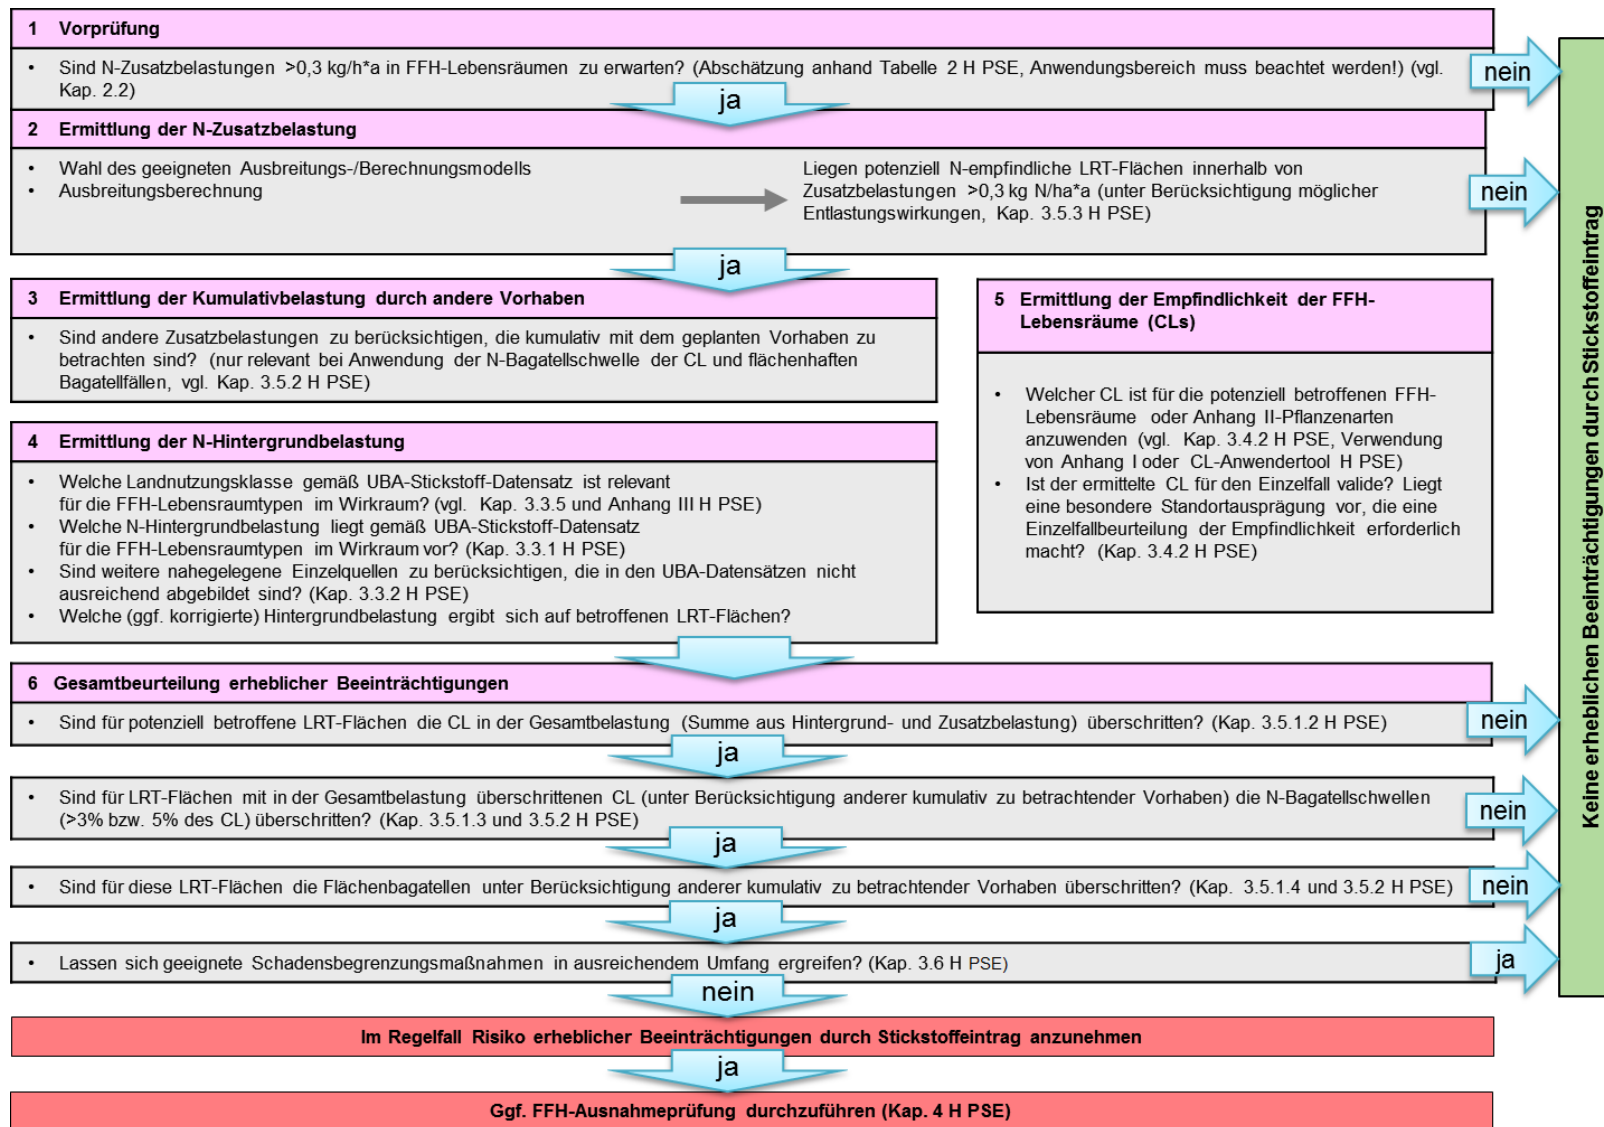 1 Vorprüfung
• Sind N-Zusatzbelastungen >0,3 kg/h*a in FFH-Lebensräumen zu erwarten? (Abschätzung anhand Tabelle 2 H PSE, Anwendungsbereich muss beachtet werden!) (vgl.
Kap. 2.2)
nein
ja
2 Ermittlung der N-Zusatzbelastung
• Wahl des geeigneten Ausbreitungs-/Berechnungsmodells
• Ausbreitungsberechnung
Liegen potenziell N-empfindliche LRT-Flächen innerhalb von
Zusatzbelastungen >0,3 kg N/ha*a (unter Berücksichtigung möglicher
Entlastungswirkungen, Kap. 3.5.3 H PSE)
nein
ja
3 Ermittlung der Kumulativbelastung durch andere Vorhaben
• Sind andere Zusatzbelastungen zu berücksichtigen, die kumulativ mit dem geplanten Vorhaben zu
betrachten sind? (nur relevant bei Anwendung der N-Bagatellschwelle der CL und flächenhaften
Bagatellfällen, vgl. Kap. 3.5.2 H PSE)
4 Ermittlung der N-Hintergrundbelastung
• Welche Landnutzungsklasse gemäß UBA-Stickstoff-Datensatz ist relevant
für die FFH-Lebensraumtypen im Wirkraum? (vgl. Kap. 3.3.5 und Anhang III H PSE)
• Welche N-Hintergrundbelastung liegt gemäß UBA-Stickstoff-Datensatz
für die FFH-Lebensraumtypen im Wirkraum vor? (Kap. 3.3.1 H PSE)
• Sind weitere nahegelegene Einzelquellen zu berücksichtigen, die in den UBA-Datensätzen nicht
ausreichend abgebildet sind? (Kap. 3.3.2 H PSE)
• Welche (ggf. korrigierte) Hintergrundbelastung ergibt sich auf betroffenen LRT-Flächen?
5 Ermittlung der Empfindlichkeit der FFH-
Lebensräume (CLs)
• Welcher CL ist für die potenziell betroffenen FFH-
Lebensräume oder Anhang II-Pflanzenarten
anzuwenden (vgl. Kap. 3.4.2 H PSE, Verwendung
von Anhang I oder CL-Anwendertool H PSE)
• Ist der ermittelte CL für den Einzelfall valide? Liegt
eine besondere Standortausprägung vor, die eine
Einzelfallbeurteilung der Empfindlichkeit erforderlich
macht? (Kap. 3.4.2 H PSE)
6 Gesamtbeurteilung erheblicher Beeinträchtigungen
• Sind für potenziell betroffene LRT-Flächen die CL in der Gesamtbelastung (Summe aus Hintergrund- und Zusatzbelastung) überschritten? (Kap. 3.5.1.2 H PSE)
nein
ja
• Sind für LRT-Flächen mit in der Gesamtbelastung überschrittenen CL (unter Berücksichtigung anderer kumulativ zu betrachtender Vorhaben) die N-Bagatellschwellen
(>3% bzw. 5% des CL) überschritten? (Kap. 3.5.1.3 und 3.5.2 H PSE)
nein
ja
• Sind für diese LRT-Flächen die Flächenbagatellen unter Berücksichtigung anderer kumulativ zu betrachtender Vorhaben überschritten? (Kap. 3.5.1.4 und 3.5.2 H PSE)
nein
ja
• Lassen sich geeignete Schadensbegrenzungsmaßnahmen in ausreichendem Umfang ergreifen? (Kap. 3.6 H PSE)
ja
nein
Im Regelfall Risiko erheblicher Beeinträchtigungen durch Stickstoffeintrag anzunehmen
ja
Ggf. FFH-Ausnahmeprüfung durchzuführen (Kap. 4 H PSE)
Keine erheblichen Beeinträchtigungen durch Stickstoffeintrag